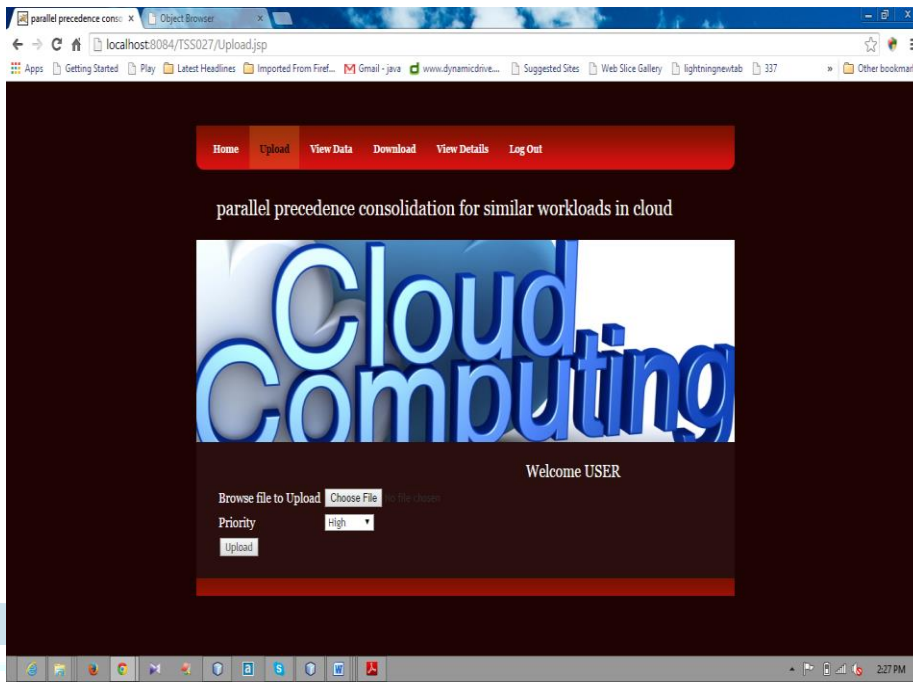 parallel precedence conso
Object Browser
localhost:8084/TSS027/Upload.jsp
Apps Getting Started Play Latest Headlines Imported From Firef... Gmail - java www.dynamicdrive.... Suggested Sites Web Slice Gallery lightningnewtab 337 » Other bookmar
Home Upload View Data Download View Details Log Out
parallel precedence consolidation for similar workloads in cloud
Cloud
Computing
Welcome USER
Browse file to Upload Choose File no file chosen
Priority High
Upload
2:27 PM